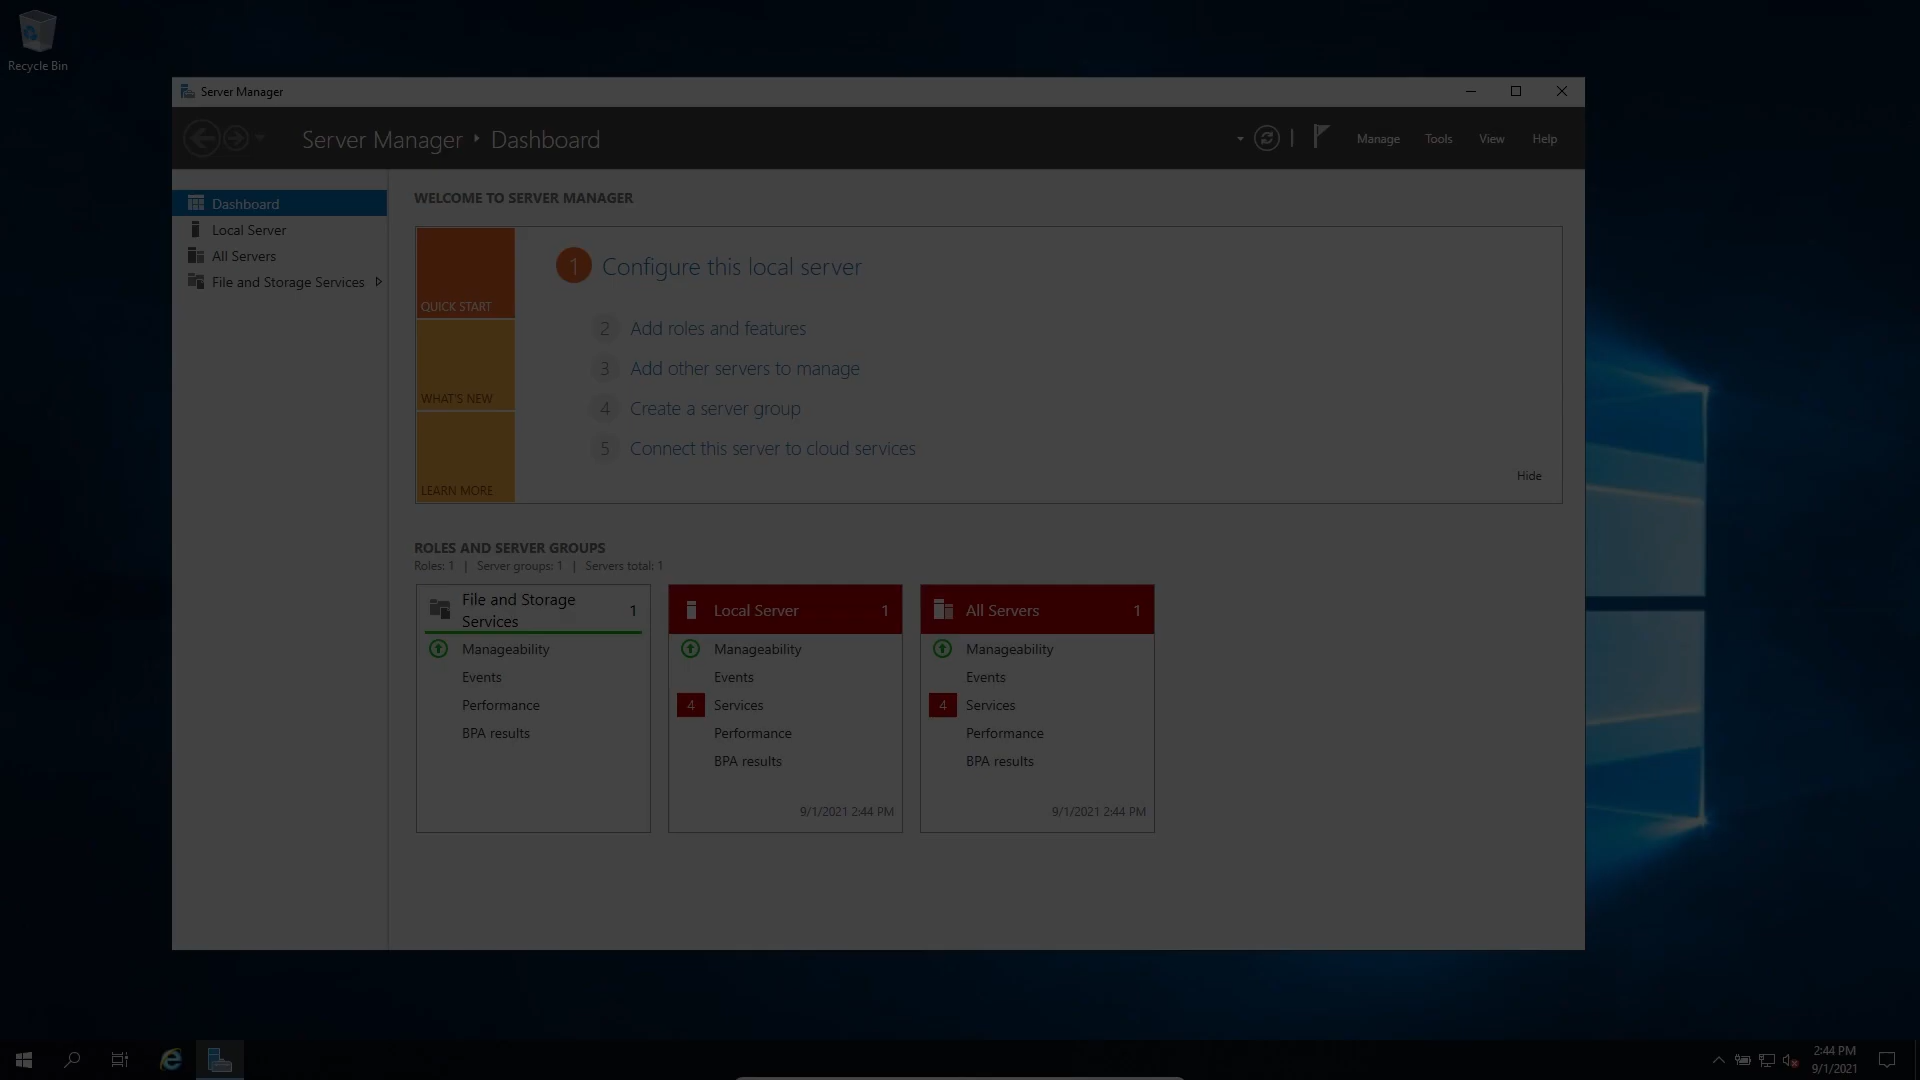 Recycle Bin
Server Manager
Server Manager ‣ Dashboard
Manage Tools View Help
Dashboard
Local Server
All Servers
File and Storage Services
WELCOME TO SERVER MANAGER
QUICK START
WHAT'S NEW
LEARN MORE
1 Configure this local server
2 Add roles and features
3 Add other servers to manage
4 Create a server group
5 Connect this server to cloud services
Hide
ROLES AND SERVER GROUPS
Roles: 1 | Server groups: 1 | Servers total: 1
File and Storage
Services
1
Manageability
Events
Performance
BPA results
Local Server 1
Manageability
Events
4 Services
Performance
BPA results
9/1/2021 2:44 PM
All Servers 1
Manageability
Events
4 Services
Performance
BPA results
9/1/2021 2:44 PM
2:44 PM
9/1/2021